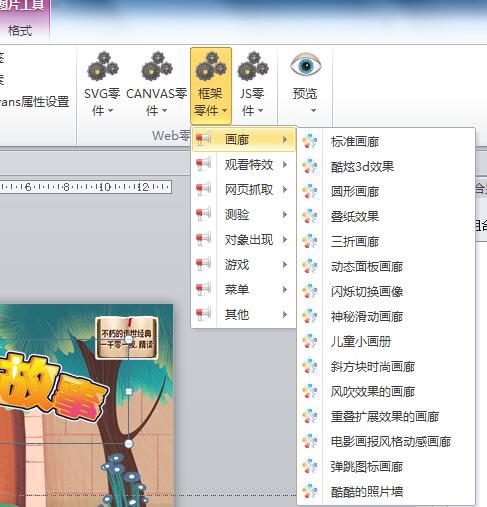 图片工具
格式
vans属性设置
SVG零件
CANVAS零件
框架零件
JS零件
预览
Web零
画廊
观看特效
网页抓取
测验
对象出现
游戏
菜单
其他
标准画廊
酷炫3d效果
圆形画廊
叠纸效果
三折画廊
动态面板画廊
闪烁切换画像
神秘滑动画廊
儿童小画册
斜方块时尚画廊
风吹效果的画廊
重叠扩展效果的画廊
电影画报风格动感画廊
弹跳图标画廊
酷酷的照片墙
6 8 10 12
不朽的传世经典
一千零一夜,精读
故事
组合